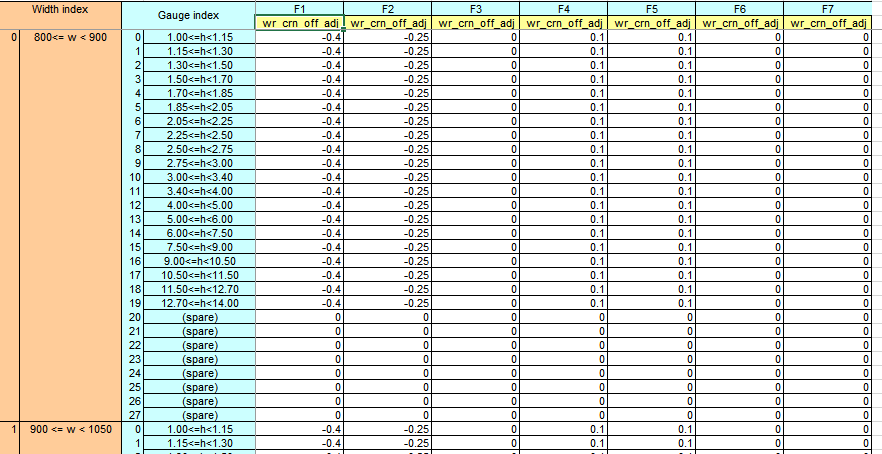 Width index Gauge index F1 F2 F3 F4 F5 F6 F7
wr_crn_off_adj wr_crn_off_adj wr_crn_off_adj wr_crn_off_adj wr_crn_off_adj wr_crn_off_adj wr_crn_off_adj
0 800<= w < 900 0 1.00<=h<1.15 -0.4 -0.25 0 0.1 0.1 0 0
1 1.15<=h<1.30 -0.4 -0.25 0 0.1 0.1 0 0
2 1.30<=h<1.50 -0.4 -0.25 0 0.1 0.1 0 0
3 1.50<=h<1.70 -0.4 -0.25 0 0.1 0.1 0 0
4 1.70<=h<1.85 -0.4 -0.25 0 0.1 0.1 0 0
5 1.85<=h<2.05 -0.4 -0.25 0 0.1 0.1 0 0
6 2.05<=h<2.25 -0.4 -0.25 0 0.1 0.1 0 0
7 2.25<=h<2.50 -0.4 -0.25 0 0.1 0.1 0 0
8 2.50<=h<2.75 -0.4 -0.25 0 0.1 0.1 0 0
9 2.75<=h<3.00 -0.4 -0.25 0 0.1 0.1 0 0
10 3.00<=h<3.40 -0.4 -0.25 0 0.1 0.1 0 0
11 3.40<=h<4.00 -0.4 -0.25 0 0.1 0.1 0 0
12 4.00<=h<5.00 -0.4 -0.25 0 0.1 0.1 0 0
13 5.00<=h<6.00 -0.4 -0.25 0 0.1 0.1 0 0
14 6.00<=h<7.50 -0.4 -0.25 0 0.1 0.1 0 0
15 7.50<=h<9.00 -0.4 -0.25 0 0.1 0.1 0 0
16 9.00<=h<10.50 -0.4 -0.25 0 0.1 0.1 0 0
17 10.50<=h<11.50 -0.4 -0.25 0 0.1 0.1 0 0
18 11.50<=h<12.70 -0.4 -0.25 0 0.1 0.1 0 0
19 12.70<=h<14.00 -0.4 -0.25 0 0.1 0.1 0 0
20 (spare) 0 0 0 0 0 0 0
21 (spare) 0 0 0 0 0 0 0
22 (spare) 0 0 0 0 0 0 0
23 (spare) 0 0 0 0 0 0 0
24 (spare) 0 0 0 0 0 0 0
25 (spare) 0 0 0 0 0 0 0
26 (spare) 0 0 0 0 0 0 0
27 (spare) 0 0 0 0 0 0 0
1 900 <= w < 1050 0 1.00<=h<1.15 -0.4 -0.25 0 0.1 0.1 0 0
1 1.15<=h<1.30 -0.4 -0.25 0 0.1 0.1 0 0